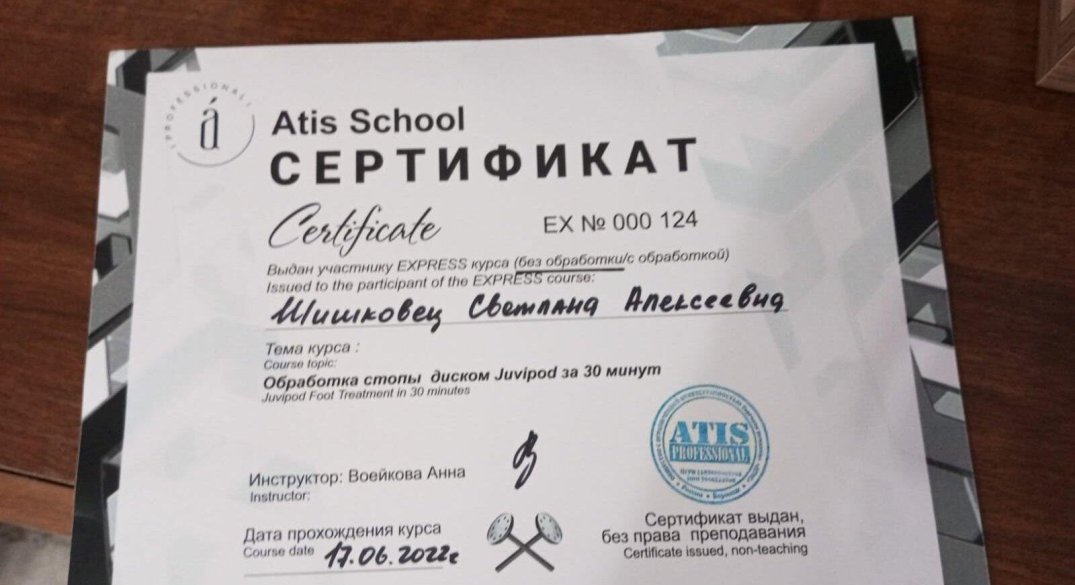 PROFESSIONAL
á
Atis School
СЕРТИФИКАТ
Certificate
EX № 000 124
Выдан участнику EXPRESS курса (без обработки/с обработкой)
Issued to the participant of the EXPRESS course:
Шишковец Светлана Алексеевна
Тема курса :
Course topic:
Обработка стопы диском Juvipod за 30 минут
Juvipod Foot Treatment in 30 minutes
ATIS
PROFESSIONAL
Россия • Воронеж
Инструктор: Воейкова Анна
Instructor:
Дата прохождения курса
Course date 17.06.2022г
Сертификат выдан,
без права преподавания
Certificate issued, non-teaching